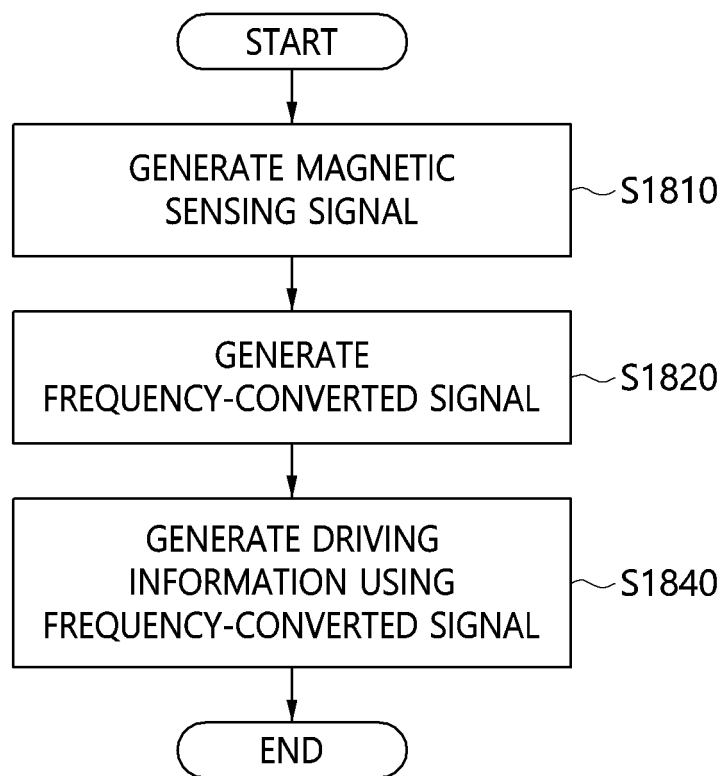 START
GENERATE MAGNETIC
SENSING SIGNAL
S1810
GENERATE
FREQUENCY-CONVERTED SIGNAL
S1820
GENERATE DRIVING
INFORMATION USING
FREQUENCY-CONVERTED SIGNAL
S1840
END